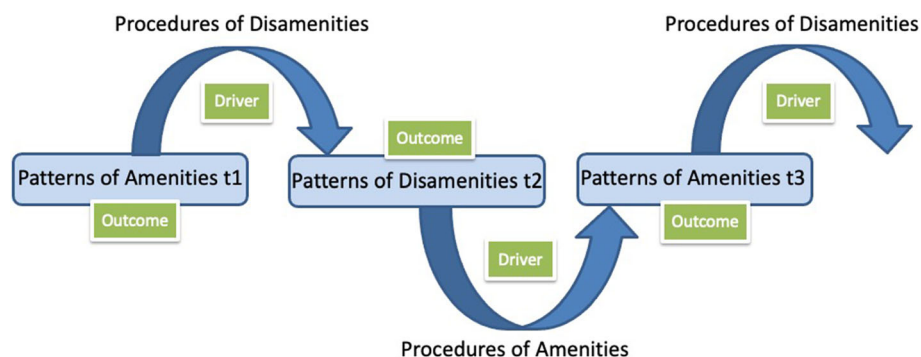 Procedures of Disamenities
Procedures of Disamenities
Driver
Driver
Outcome
Patterns of Amenities t1
Patterns of Disamenities t2
Patterns of Amenities t3
Outcome
Outcome
Driver
Procedures of Amenities